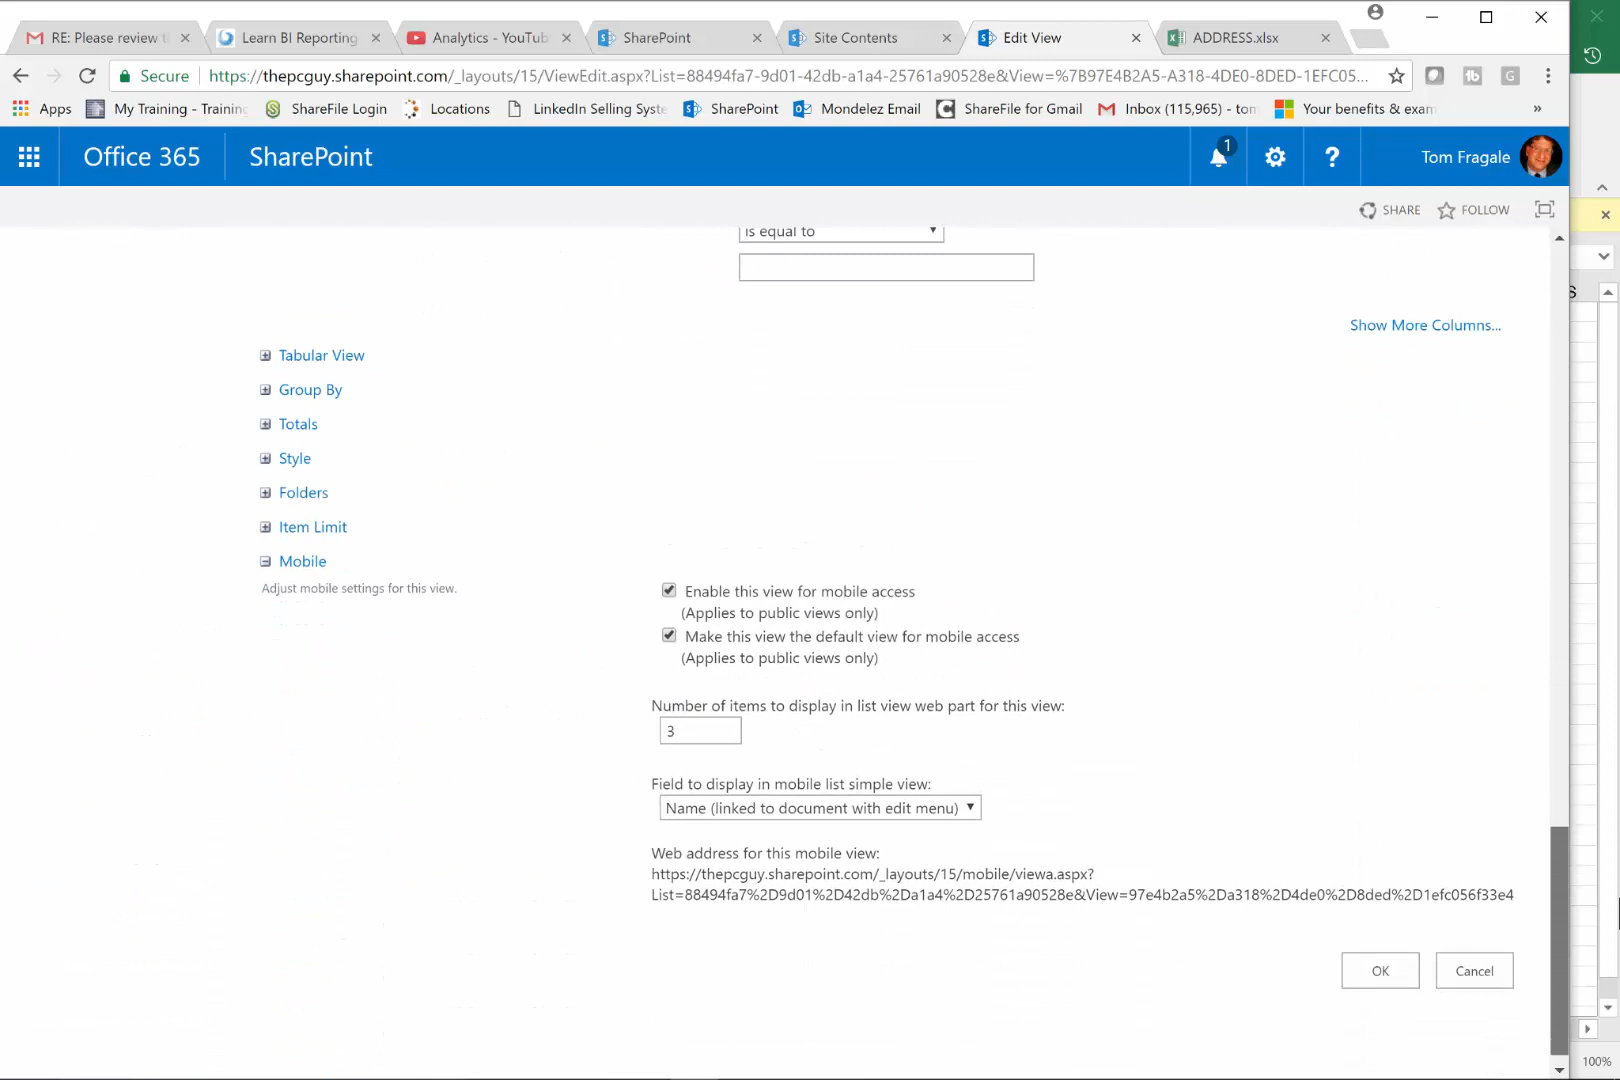 RE: Please review t
Learn BI Reporting
Analytics - YouTub
SharePoint
Site Contents
Edit View
ADDRESS.xlsx
Secure
https://thepcguy.sharepoint.com/_layouts/15/ViewEdit.aspx?List=88494fa7-9d01-42db-a1a4-25761a90528e&View=%7B97E4B2A5-A318-4DE0-8DED-1EFC05...
Apps
My Training - Training
ShareFile Login
Locations
LinkedIn Selling Syste
SharePoint
Mondelez Email
ShareFile for Gmail
Inbox (115,965) - tom
Your benefits & exam
»
Office 365
SharePoint
1
?
Tom Fragale
SHARE
FOLLOW
is equal to
S
Show More Columns...
Tabular View
Group By
Totals
Style
Folders
Item Limit
Mobile
Adjust mobile settings for this view.
Enable this view for mobile access
(Applies to public views only)
Make this view the default view for mobile access
(Applies to public views only)
Number of items to display in list view web part for this view:
3
Field to display in mobile list simple view:
Name (linked to document with edit menu)
Web address for this mobile view:
https://thepcguy.sharepoint.com/_layouts/15/mobile/viewa.aspx?
List=88494fa7%2D9d01%2D42db%2Da1a4%2D25761a90528e&View=97e4b2a5%2Da318%2D4de0%2D8ded%2D1efc056f33e4
OK
Cancel
100%